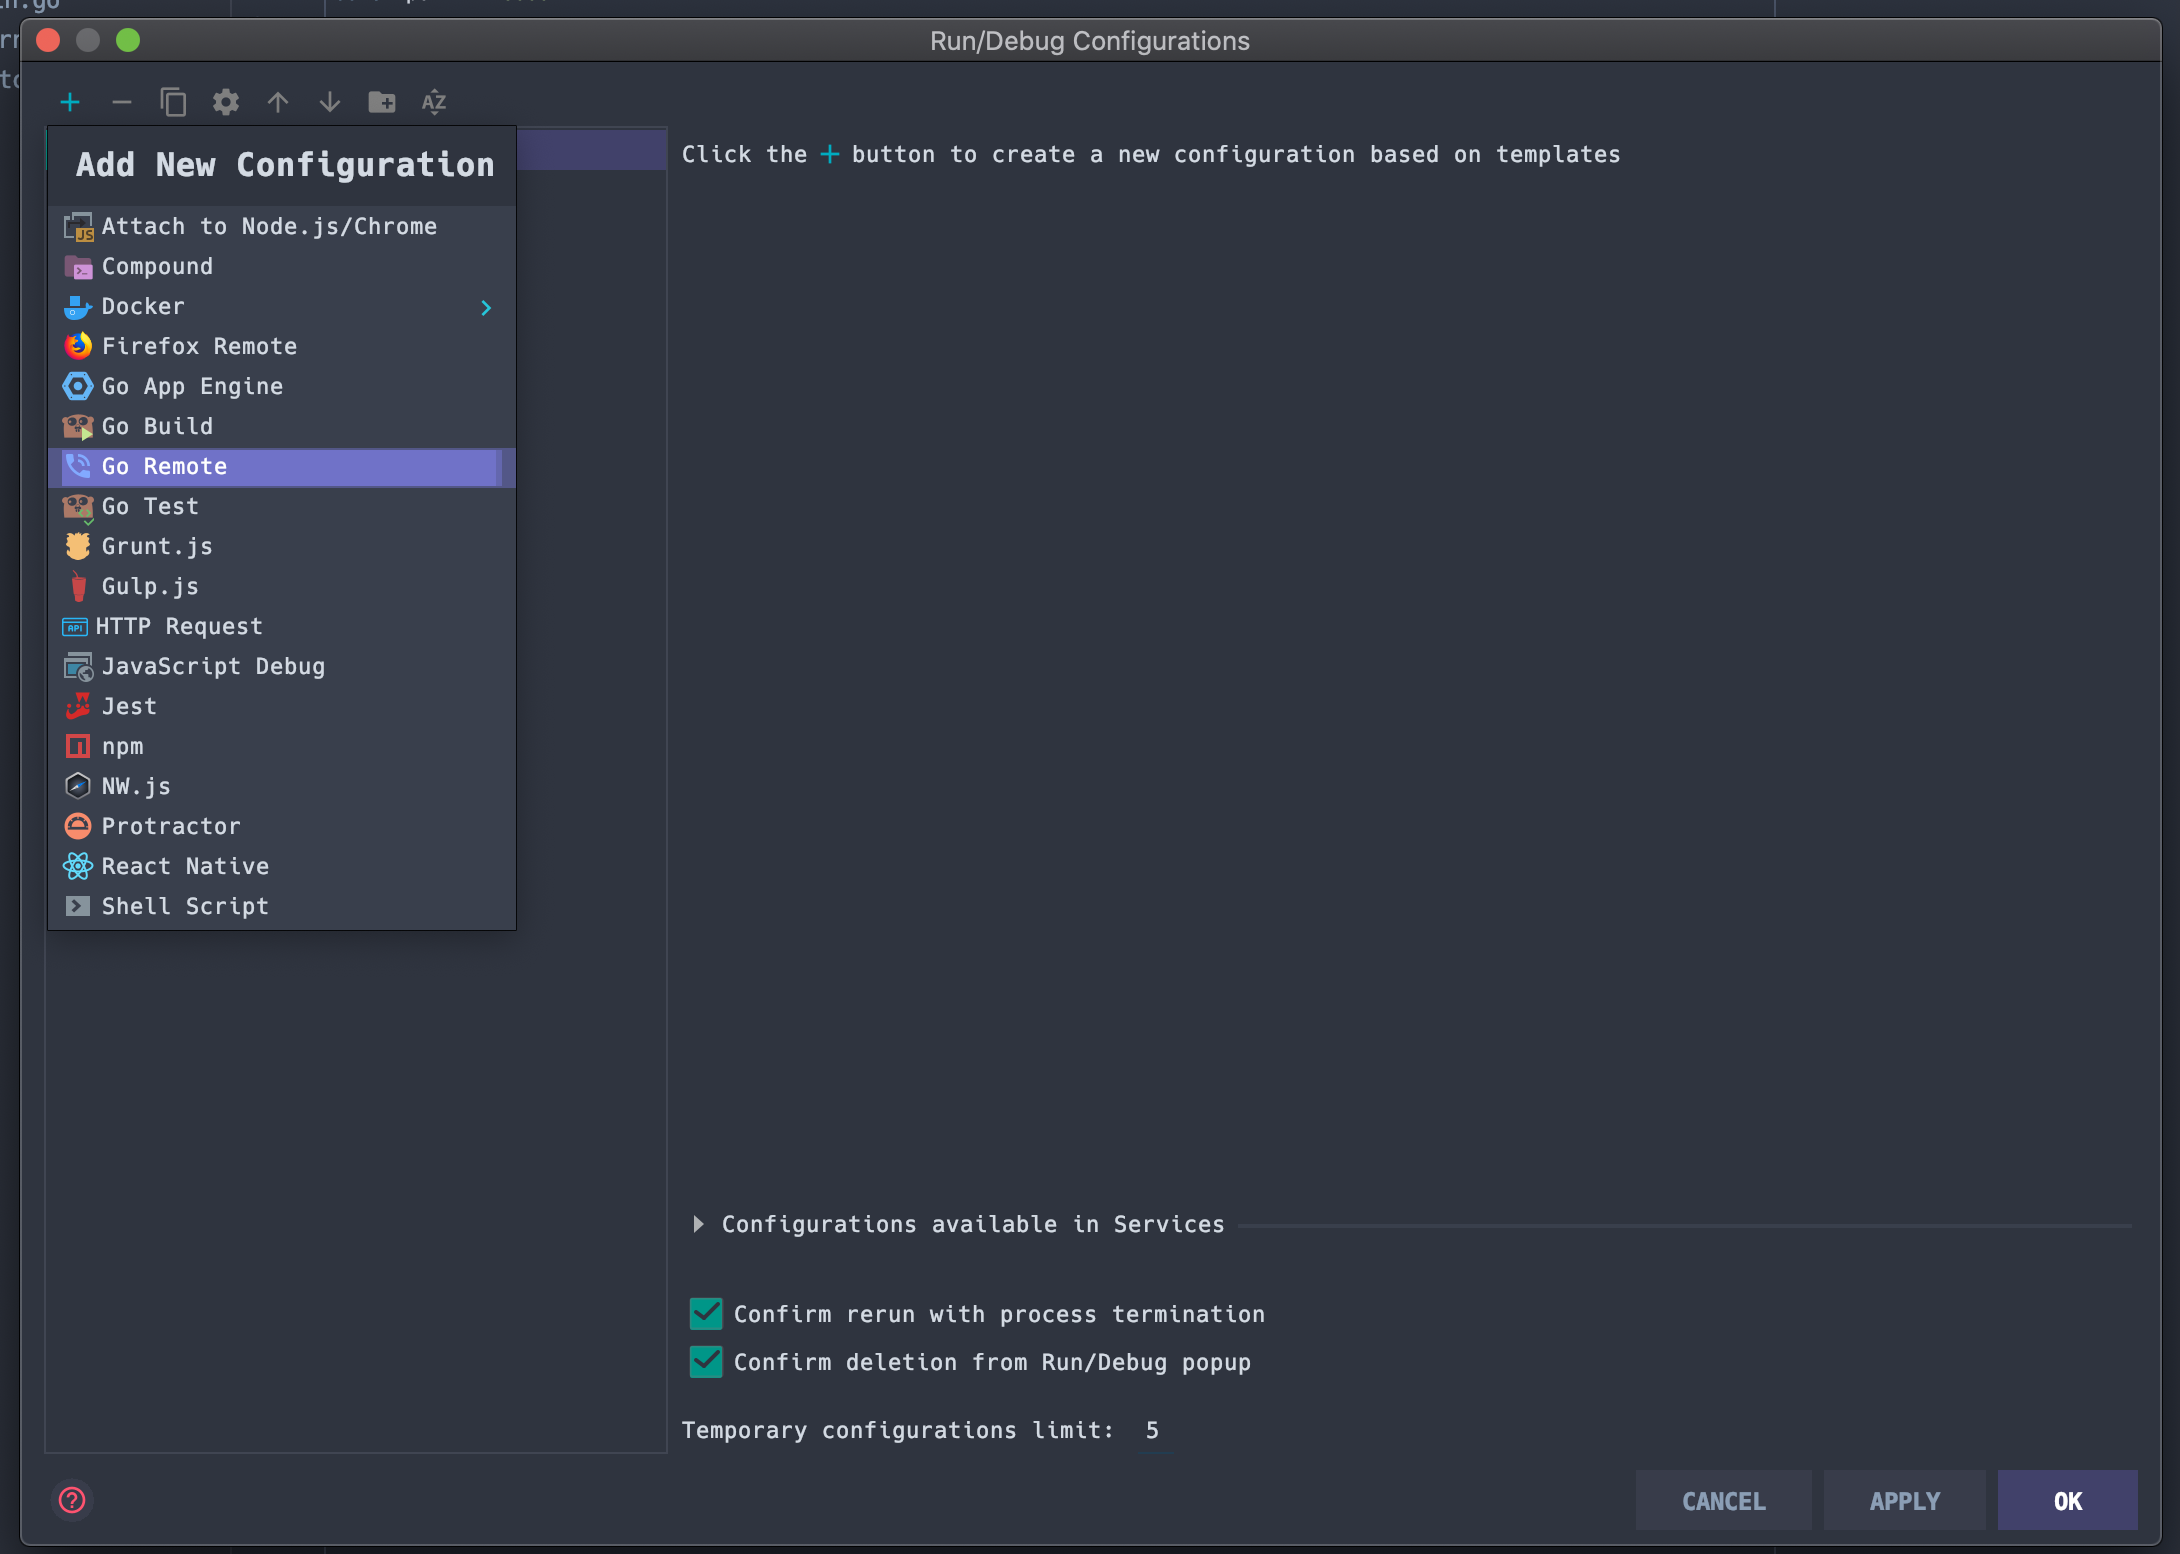 Run/Debug Configurations
Add New Configuration
Click the + button to create a new configuration based on templates
Attach to Node.js/Chrome
Compound
Docker
Firefox Remote
Go App Engine
Go Build
Go Remote
Go Test
Grunt.js
Gulp.js
HTTP Request
JavaScript Debug
Jest
npm
NW.js
Protractor
React Native
Shell Script
Configurations available in Services
Confirm rerun with process termination
Confirm deletion from Run/Debug popup
Temporary configurations limit: 5
CANCEL
APPLY
OK